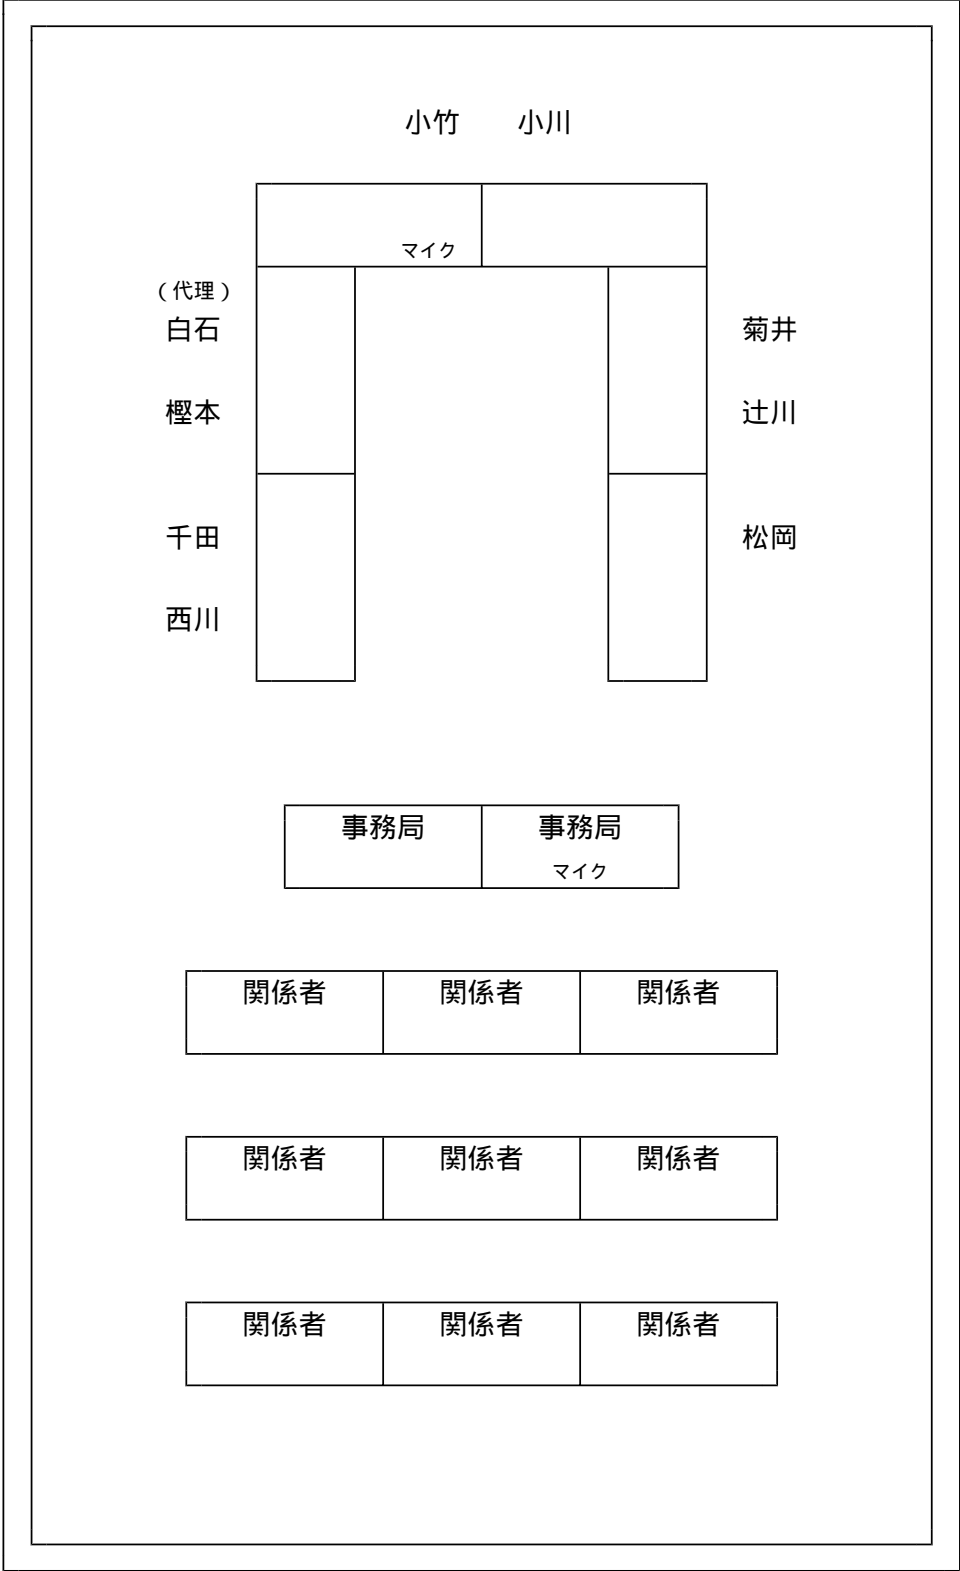 小竹　小川
マイク
（代理）
白石　菊井
樫本　辻川
千田　松岡
西川
事務局　事務局
マイク
関係者　関係者　関係者
関係者　関係者　関係者
関係者　関係者　関係者